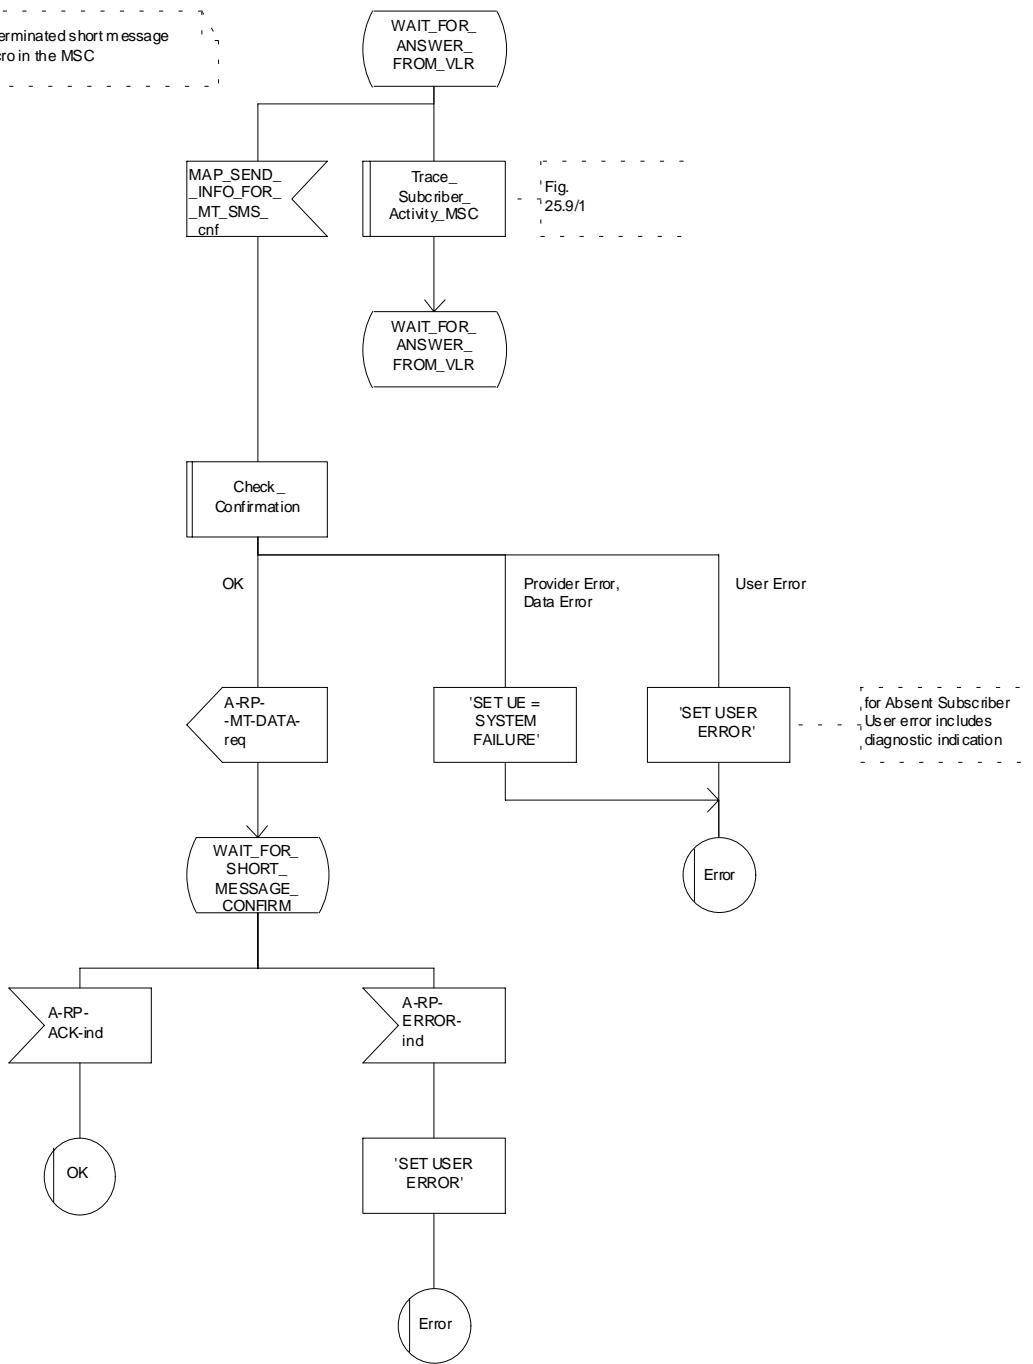 erminated short message
cro in the MSC
WAIT_FOR_
ANSWER_
FROM_VLR
MAP_SEND_
_INFO_FOR_
_MT_SMS_
cnf
Trace_
Subcriber_
Activity_MSC
Fig.
25.9/1
WAIT_FOR_
ANSWER_
FROM_VLR
Check_
Confirmation
OK
Provider Error,
Data Error
User Error
A-RP-
-MT-DATA-
req
'SET UE =
SYSTEM
FAILURE'
'SET USER
ERROR'
for Absent Subscriber
User error includes
diagnostic indication
WAIT_FOR_
SHORT_
MESSAGE_
CONFIRM
Error
A-RP-
ACK-ind
A-RP-
ERROR-
ind
OK
'SET USER
ERROR'
Error